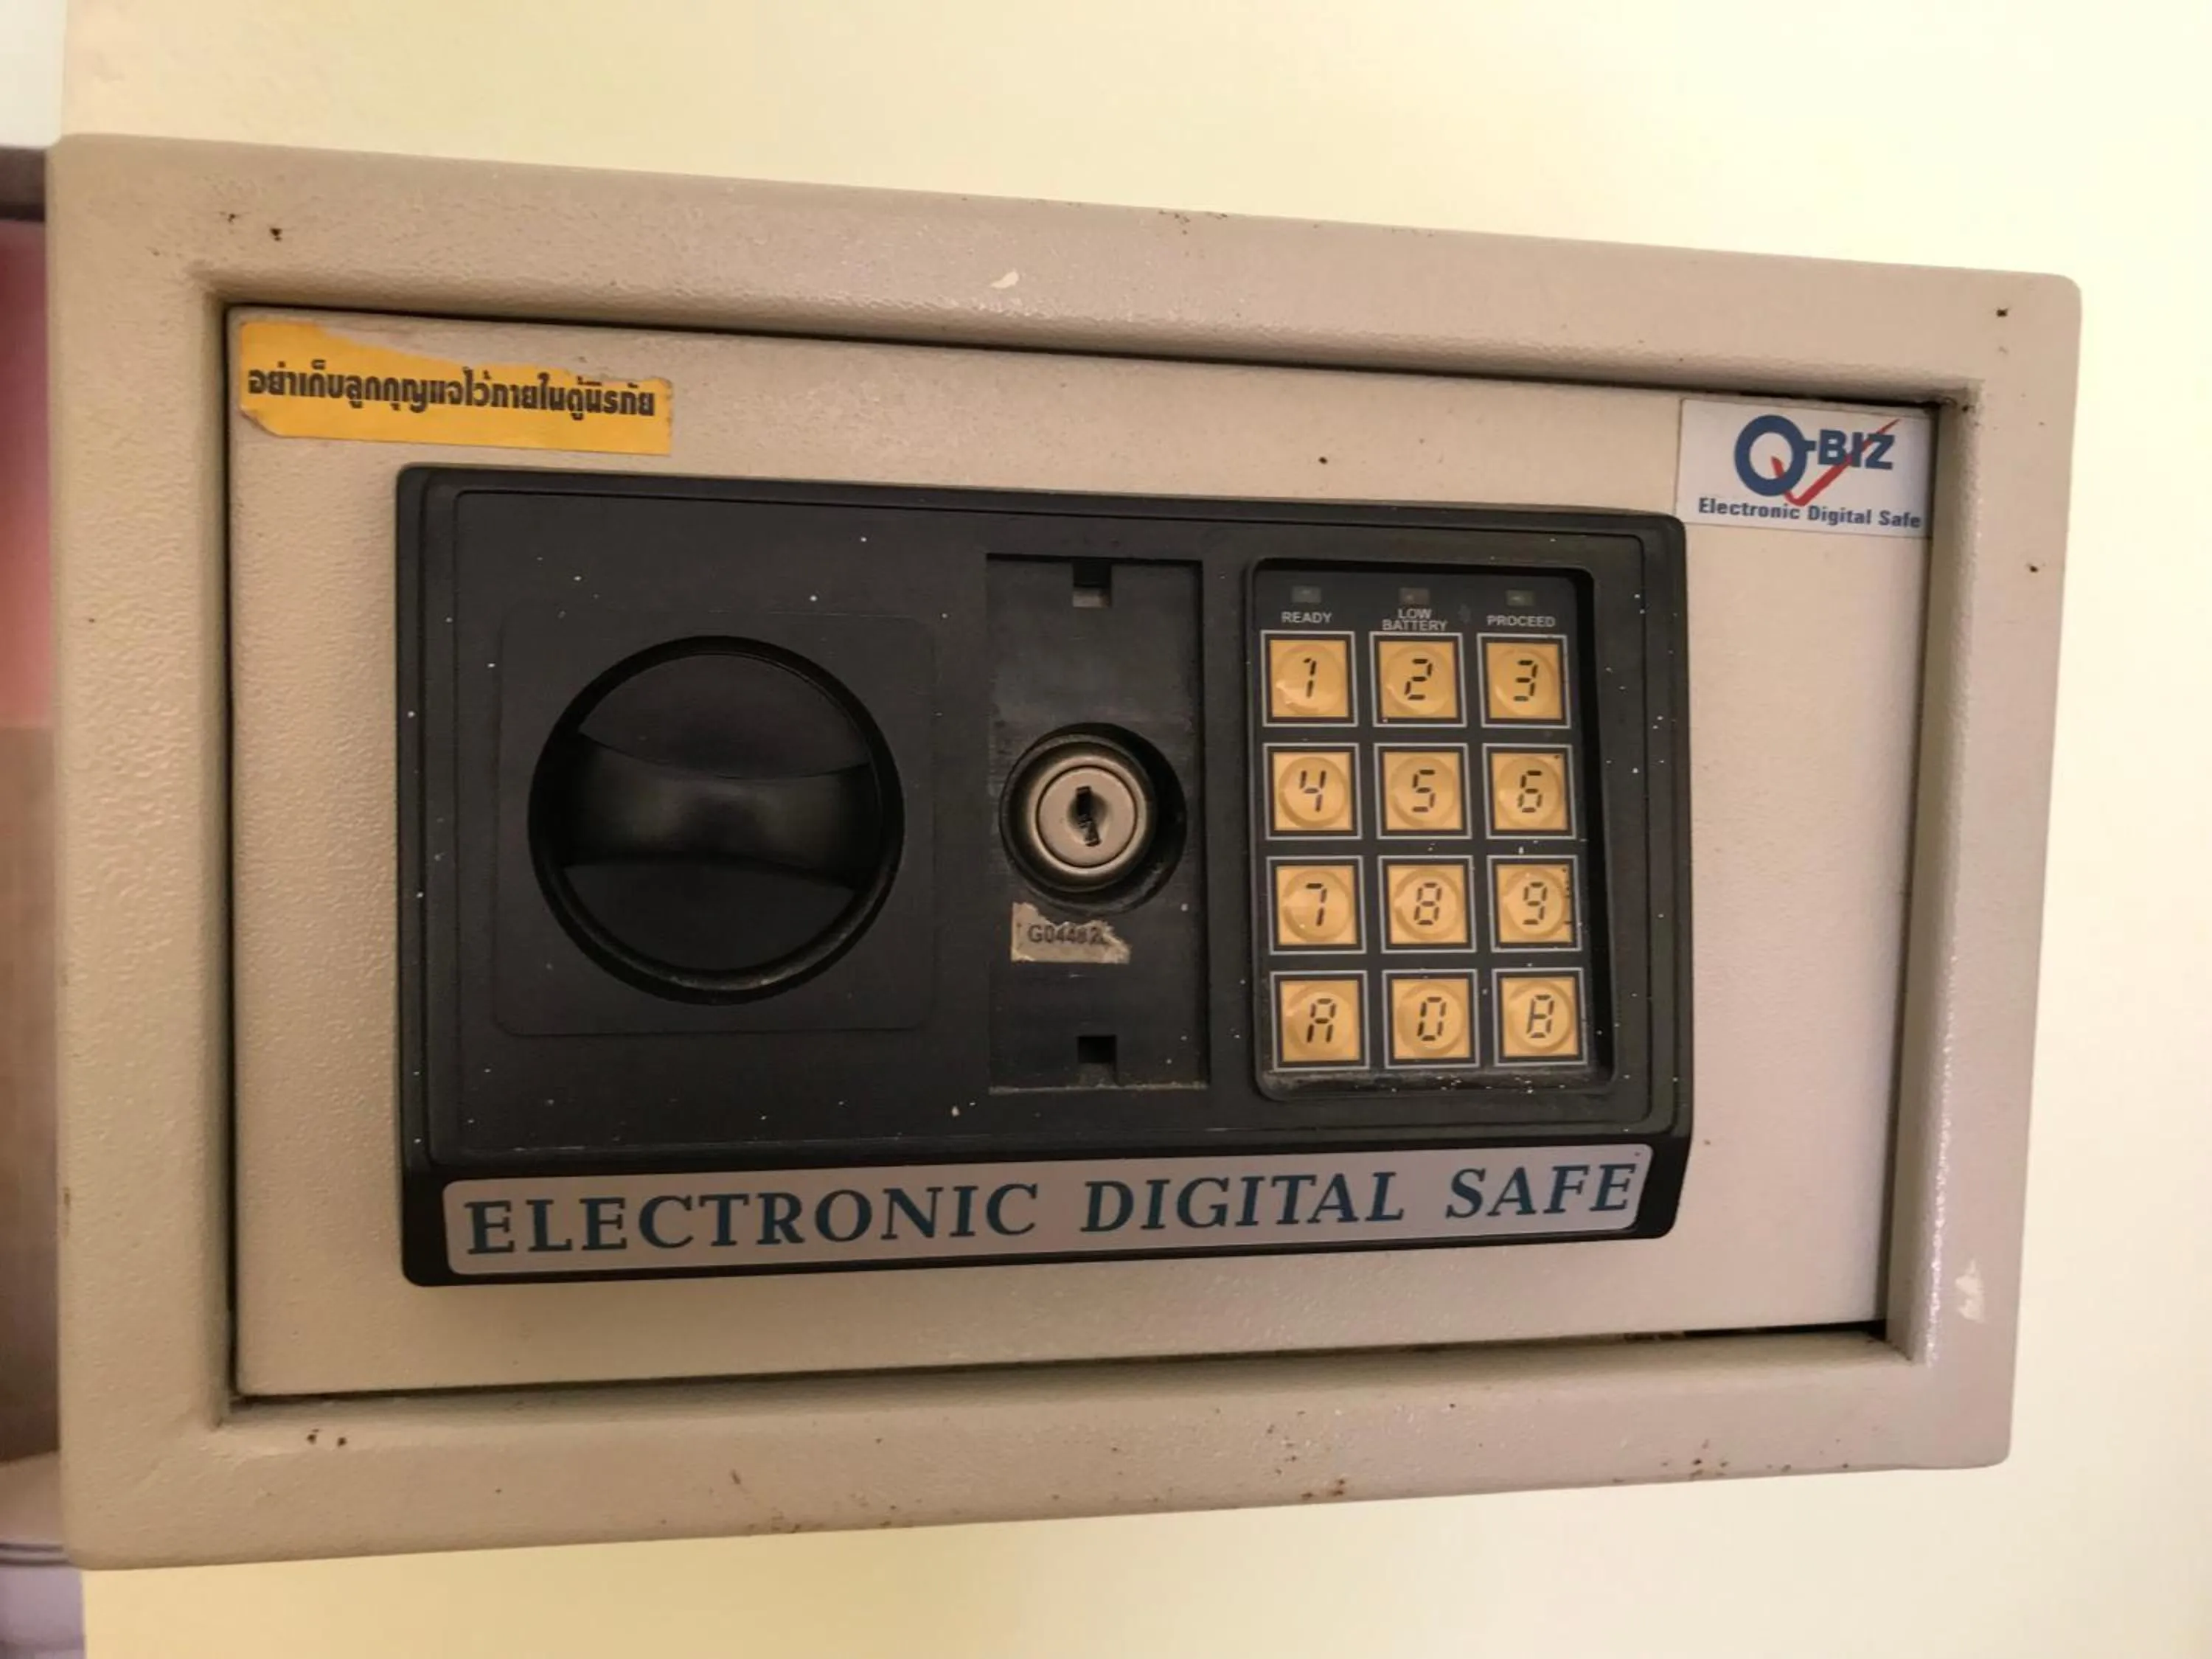 อย่าเก็บลูกกุญแจไว้ภายในตู้นิรภัย
Q-BIZ
Electronic Digital Safe
READY
LOW BATTERY
PROCEED
1 2 3
4 5 6
7 8 9
A 0 B
ELECTRONIC DIGITAL SAFE